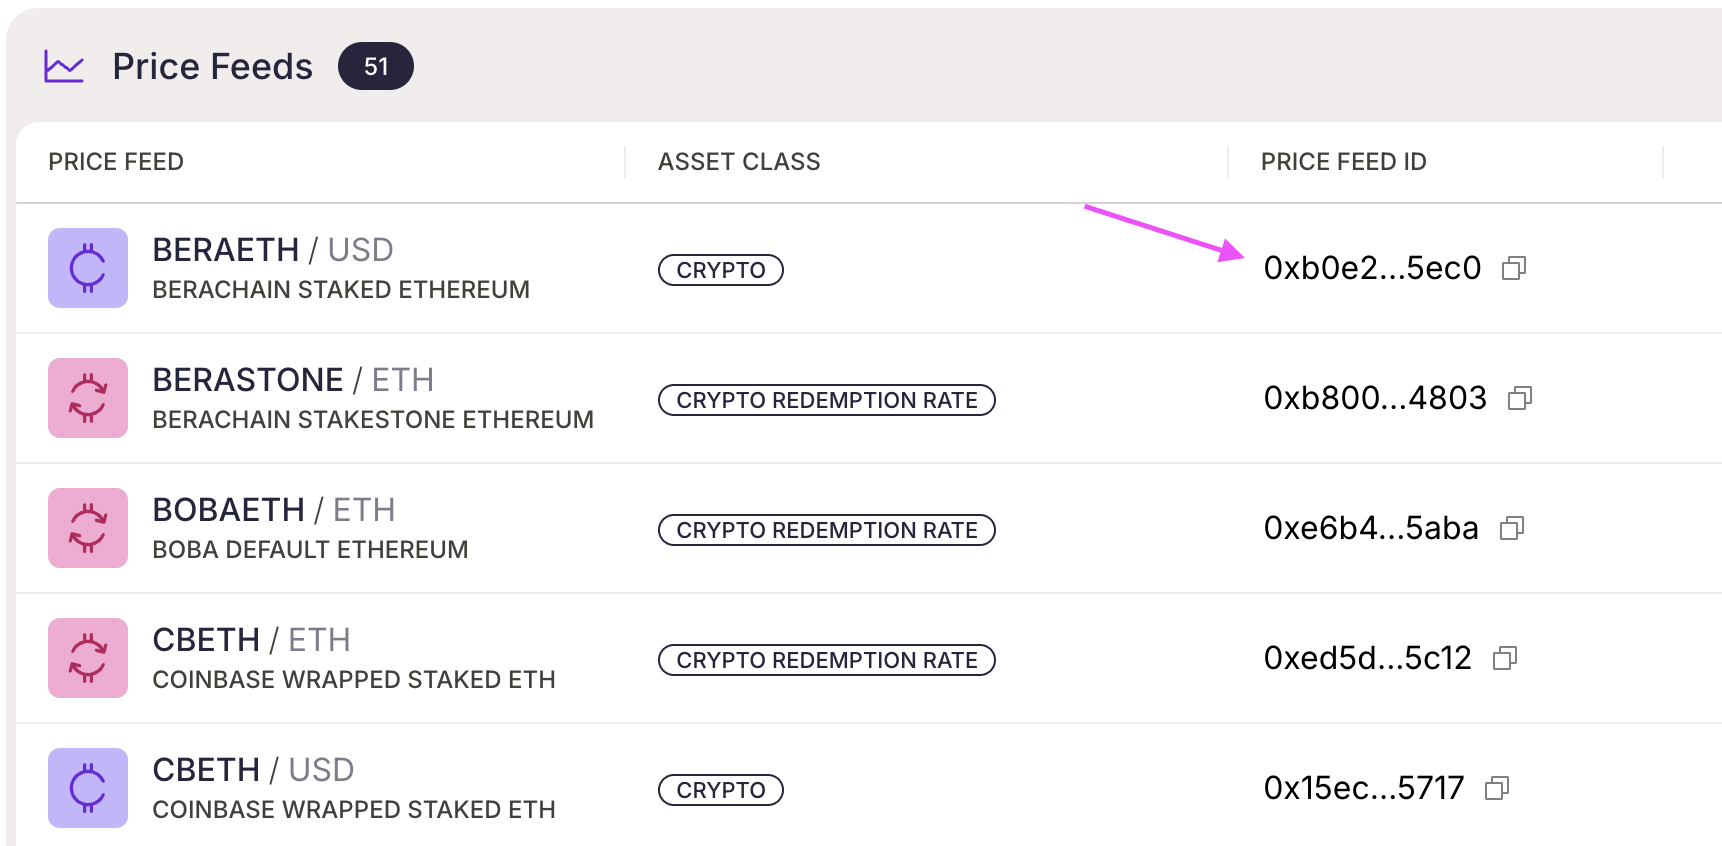 Price Feeds 51
PRICE FEED ASSET CLASS PRICE FEED ID
BERAETH / USD
BERACHAIN STAKED ETHEREUM
CRYPTO
0xb0e2...5ec0
BERASTONE / ETH
BERACHAIN STAKESTONE ETHEREUM
CRYPTO REDEMPTION RATE
0xb800...4803
BOBAETH / ETH
BOBA DEFAULT ETHEREUM
CRYPTO REDEMPTION RATE
0xe6b4...5aba
CBETH / ETH
COINBASE WRAPPED STAKED ETH
CRYPTO REDEMPTION RATE
0xed5d...5c12
CBETH / USD
COINBASE WRAPPED STAKED ETH
CRYPTO
0x15ec...5717